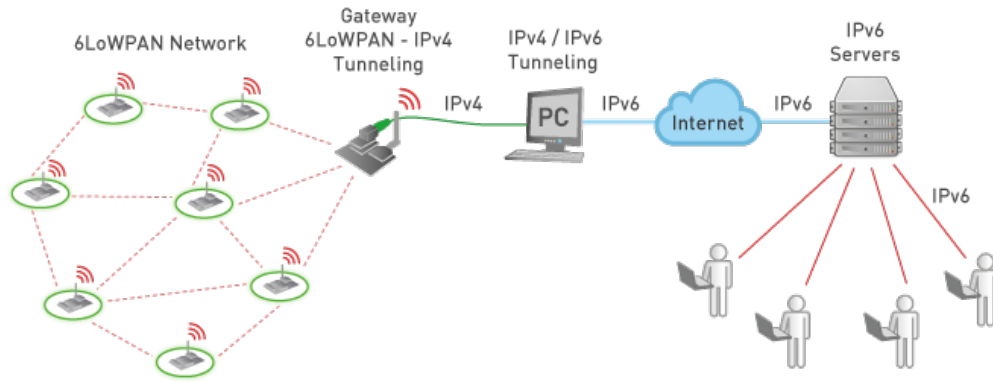 6LoWPAN Network
Gateway
6LoWPAN - IPv4
Tunneling
IPv4 / IPv6
Tunneling
IPv6
Servers
IPv4
PC
IPv6
Internet
IPv6
IPv6